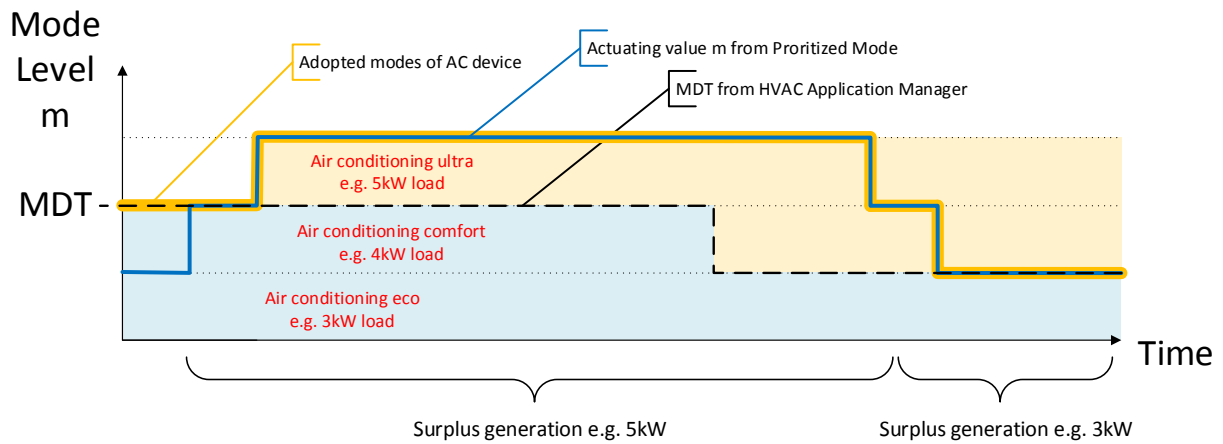 Mode
Level
m
Adopted modes of AC device
Actuating value m from Proritized Mode
MDT from HVAC Application Manager
Air conditioning ultra
e.g. 5kW load
MDT
Air conditioning comfort
e.g. 4kW load
Air conditioning eco
e.g. 3kW load
Time
Surplus generation e.g. 5kW
Surplus generation e.g. 3kW